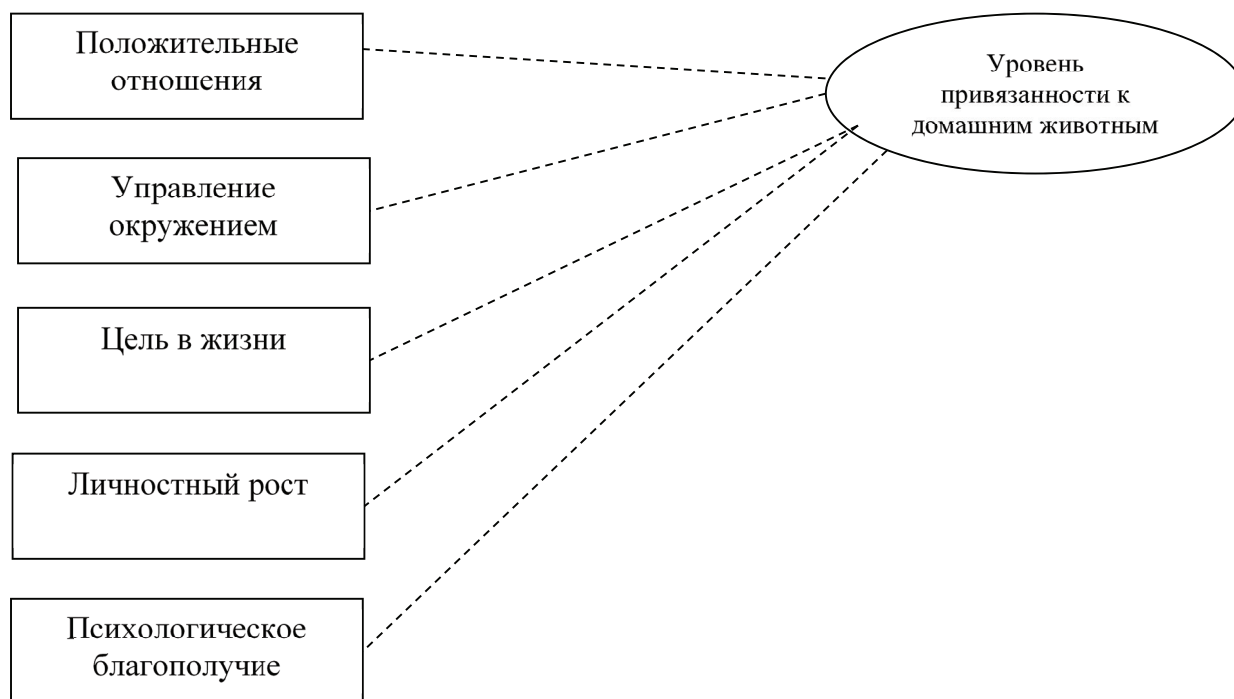 Положительные
отношения
Уровень
привязанности к
домашним животным
Управление
окружением
Цель в жизни
Личностный рост
Психологическое
благополучие